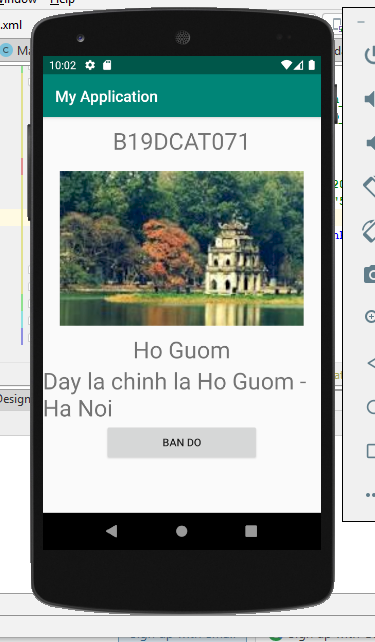 Window Help
.xml
Ma
10:02
My Application
B19DCAT071
Ho Guom
Day la chinh la Ho Guom -
Ha Noi
BAN DO
Design